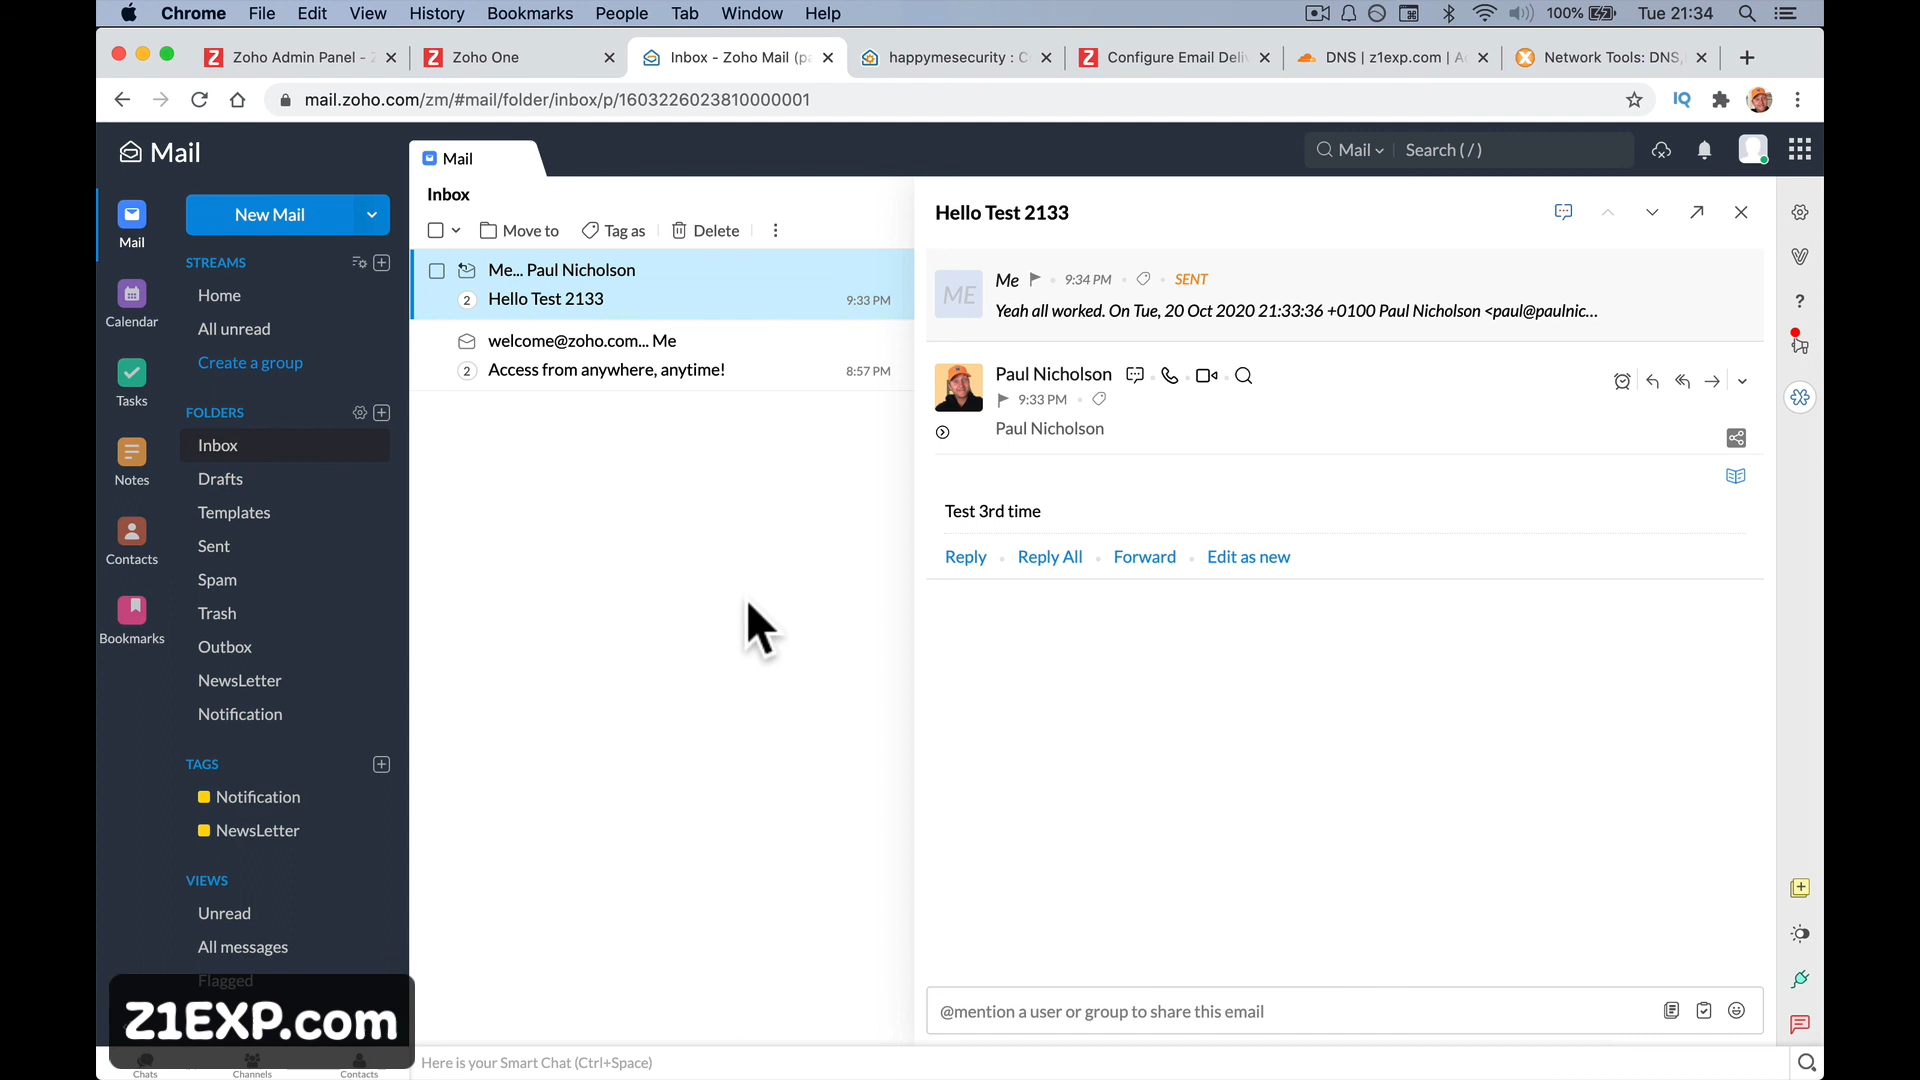 Chrome File Edit View History Bookmarks People Tab Window Help 100% Tue 21:34
Zoho Admin Panel - Z Zoho One Inbox - Zoho Mail (pa happymesecurity : C Configure Email Deliv DNS | z1exp.com | Ac Network Tools: DNS,
mail.zoho.com/zm/#mail/folder/inbox/p/1603226023810000001 IQ
Mail Mail Mail Search ( / )
Mail
New Mail
STREAMS
Home
All unread
Create a group
FOLDERS
Inbox
Drafts
Templates
Sent
Spam
Trash
Outbox
NewsLetter
Notification
TAGS
Notification
NewsLetter
VIEWS
Unread
All messages
Flagged
Calendar
Tasks
Notes
Contacts
Bookmarks
Inbox
Move to Tag as Delete
Me... Paul Nicholson
2 Hello Test 2133 9:33 PM
welcome@zoho.com... Me
2 Access from anywhere, anytime! 8:57 PM
Hello Test 2133
ME Me 9:34 PM SENT
Yeah all worked. On Tue, 20 Oct 2020 21:33:36 +0100 Paul Nicholson <paul@paulnic...
Paul Nicholson
9:33 PM
Paul Nicholson
Test 3rd time
Reply Reply All Forward Edit as new
@mention a user or group to share this email
Z1EXP.com
Chats Channels Contacts
Here is your Smart Chat (Ctrl+Space)